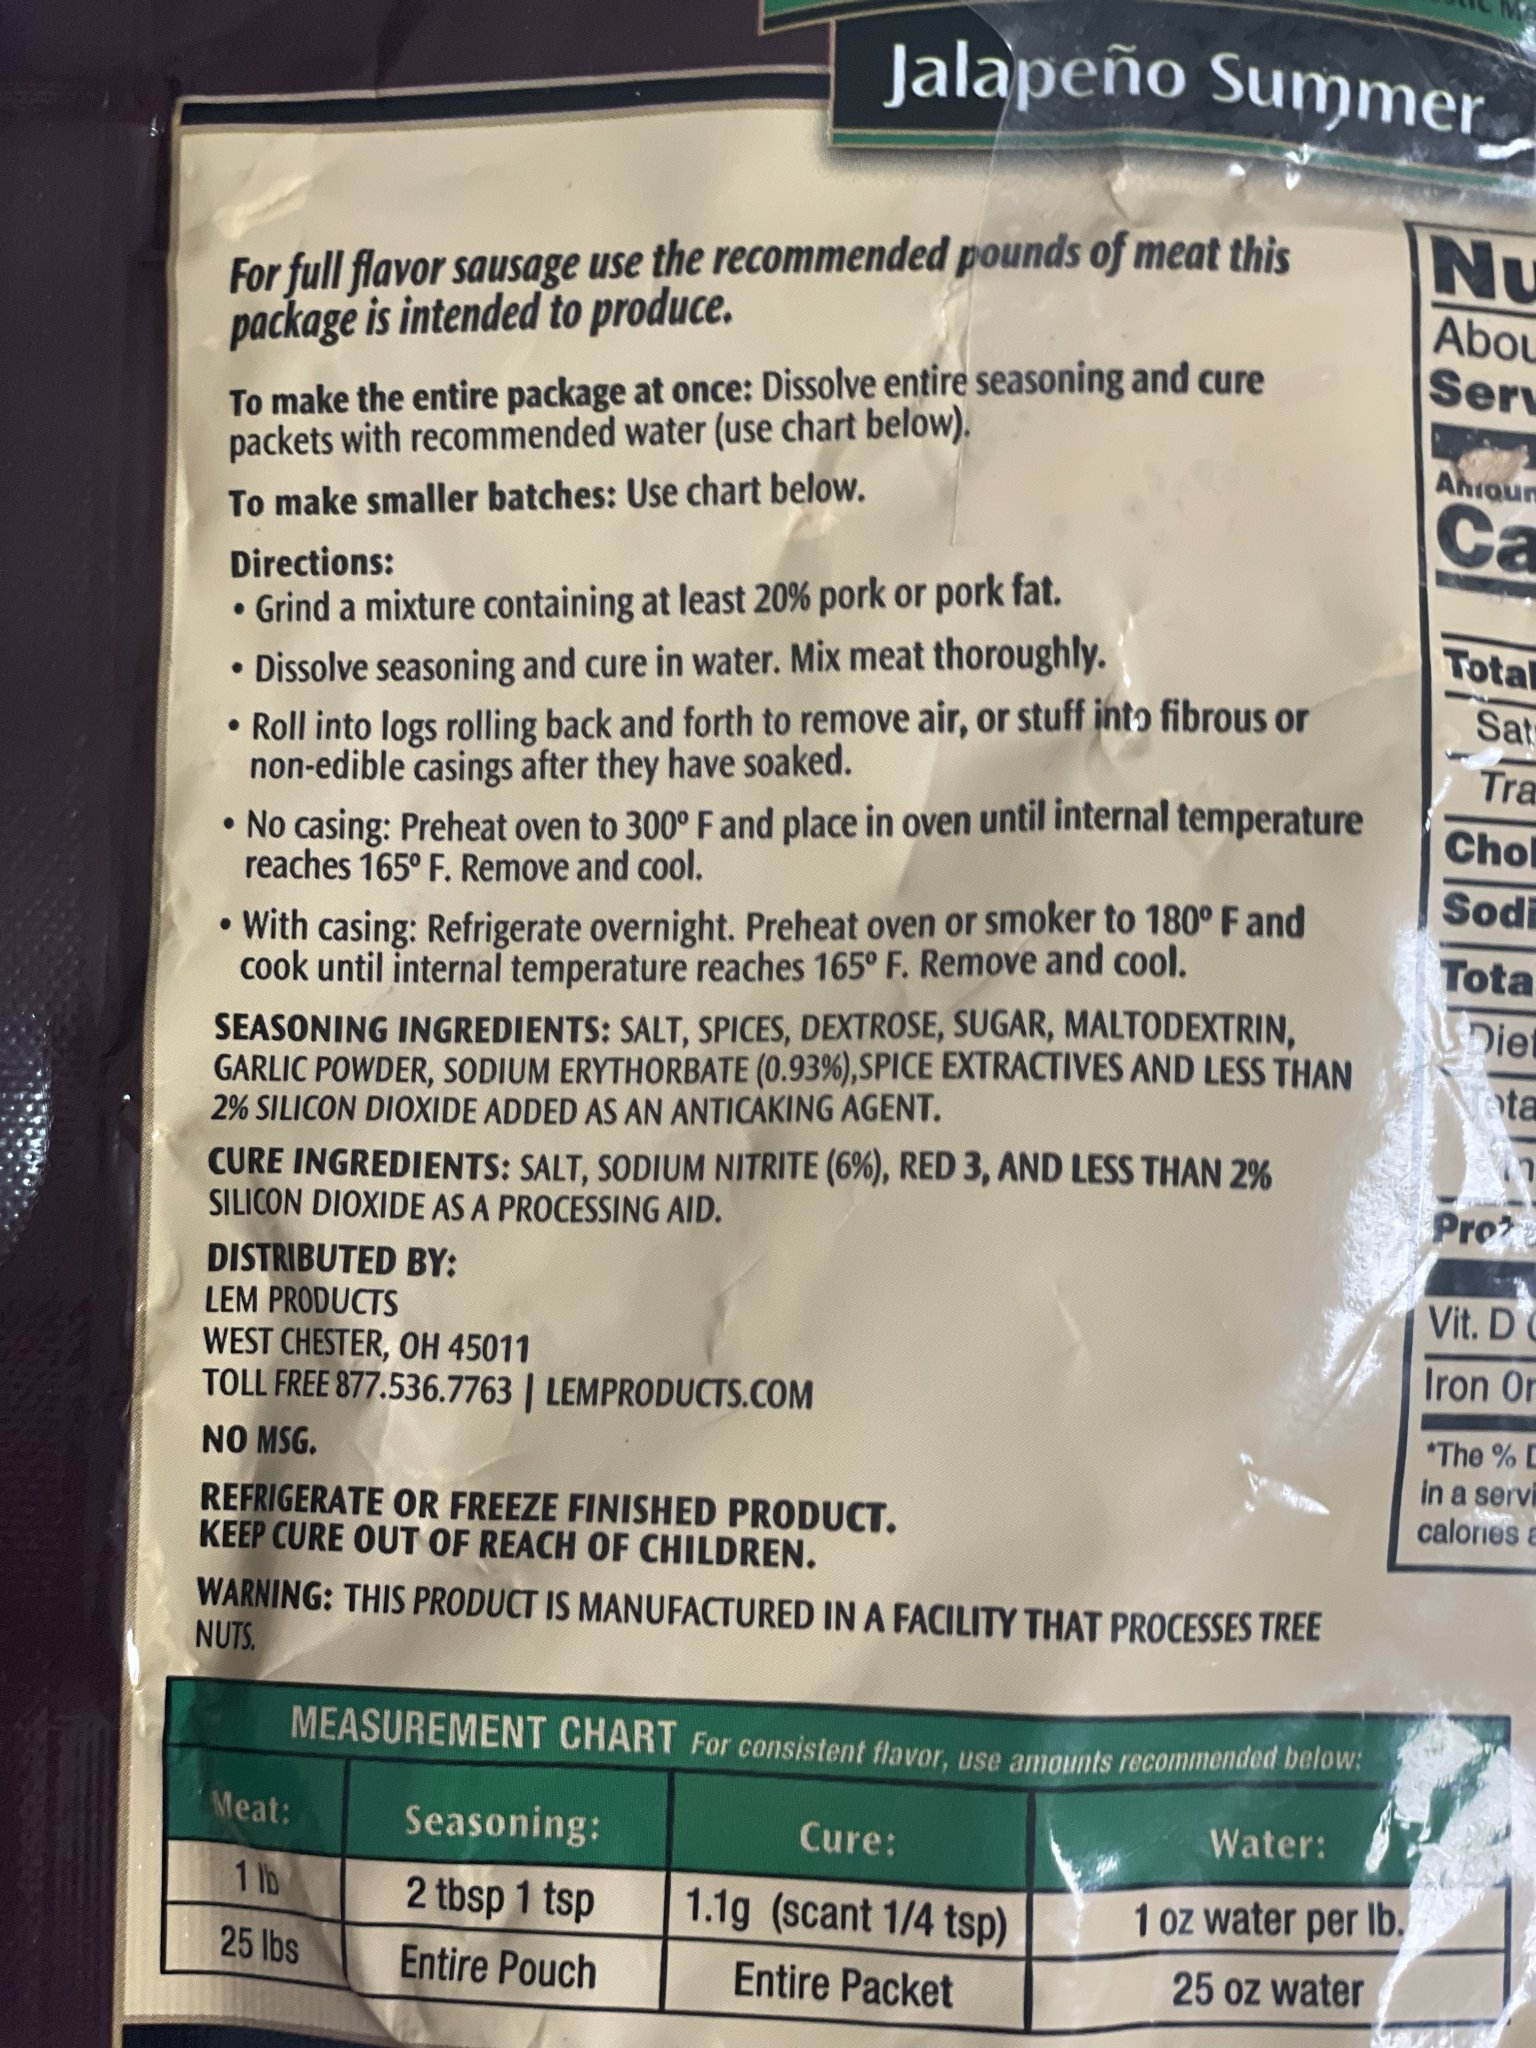 Jalapeño Summer
For full flavor sausage use the recommended pounds of meat this
package is intended to produce.
To make the entire package at once: Dissolve entire seasoning and cure
packets with recommended water (use chart below).
To make smaller batches: Use chart below.
Directions:
• Grind a mixture containing at least 20% pork or pork fat.
• Dissolve seasoning and cure in water. Mix meat thoroughly.
• Roll into logs rolling back and forth to remove air, or stuff into fibrous or
non-edible casings after they have soaked.
• No casing: Preheat oven to 300º F and place in oven until internal temperature
reaches 165º F. Remove and cool.
• With casing: Refrigerate overnight. Preheat oven or smoker to 180º F and
cook until internal temperature reaches 165º F. Remove and cool.
SEASONING INGREDIENTS: SALT, SPICES, DEXTROSE, SUGAR, MALTODEXTRIN,
GARLIC POWDER, SODIUM ERYTHORBATE (0.93%),SPICE EXTRACTIVES AND LESS THAN
2% SILICON DIOXIDE ADDED AS AN ANTICAKING AGENT.
CURE INGREDIENTS: SALT, SODIUM NITRITE (6%), RED 3, AND LESS THAN 2%
SILICON DIOXIDE AS A PROCESSING AID.
DISTRIBUTED BY:
LEM PRODUCTS
WEST CHESTER, OH 45011
TOLL FREE 877.536.7763 | LEMPRODUCTS.COM
NO MSG.
REFRIGERATE OR FREEZE FINISHED PRODUCT.
KEEP CURE OUT OF REACH OF CHILDREN.
WARNING: THIS PRODUCT IS MANUFACTURED IN A FACILITY THAT PROCESSES TREE
NUTS.
MEASUREMENT CHART For consistent flavor, use amounts recommended below:
Meat: Seasoning: Cure: Water:
1 lb 2 tbsp 1 tsp 1.1g (scant 1/4 tsp) 1 oz water per lb.
25 lbs Entire Pouch Entire Packet 25 oz water
Nu
Abou
Serv
Amoun
Ca
Total
Sat
Tra
Chol
Sodi
Tota
Diet
Vit. D
Iron
*The %
in a servi
calories